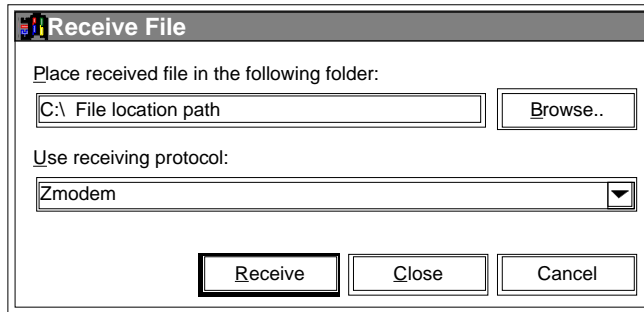 Receive File
Place received file in the following folder:
C:\ File location path
Browse..
Use receiving protocol:
Zmodem
Receive Close Cancel